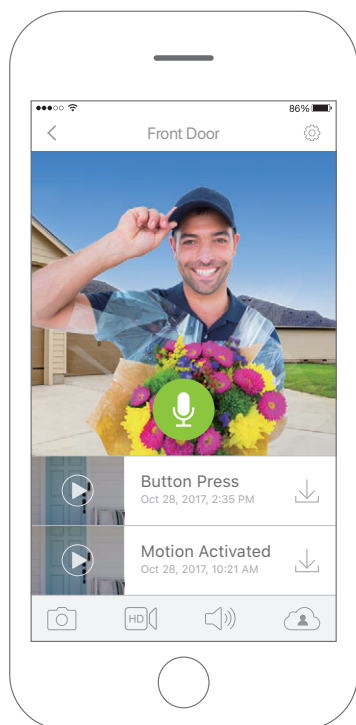 86%
Front Door
Button Press
Oct 28, 2017, 2:35 PM
Motion Activated
Oct 28, 2017, 10:21 AM
HD